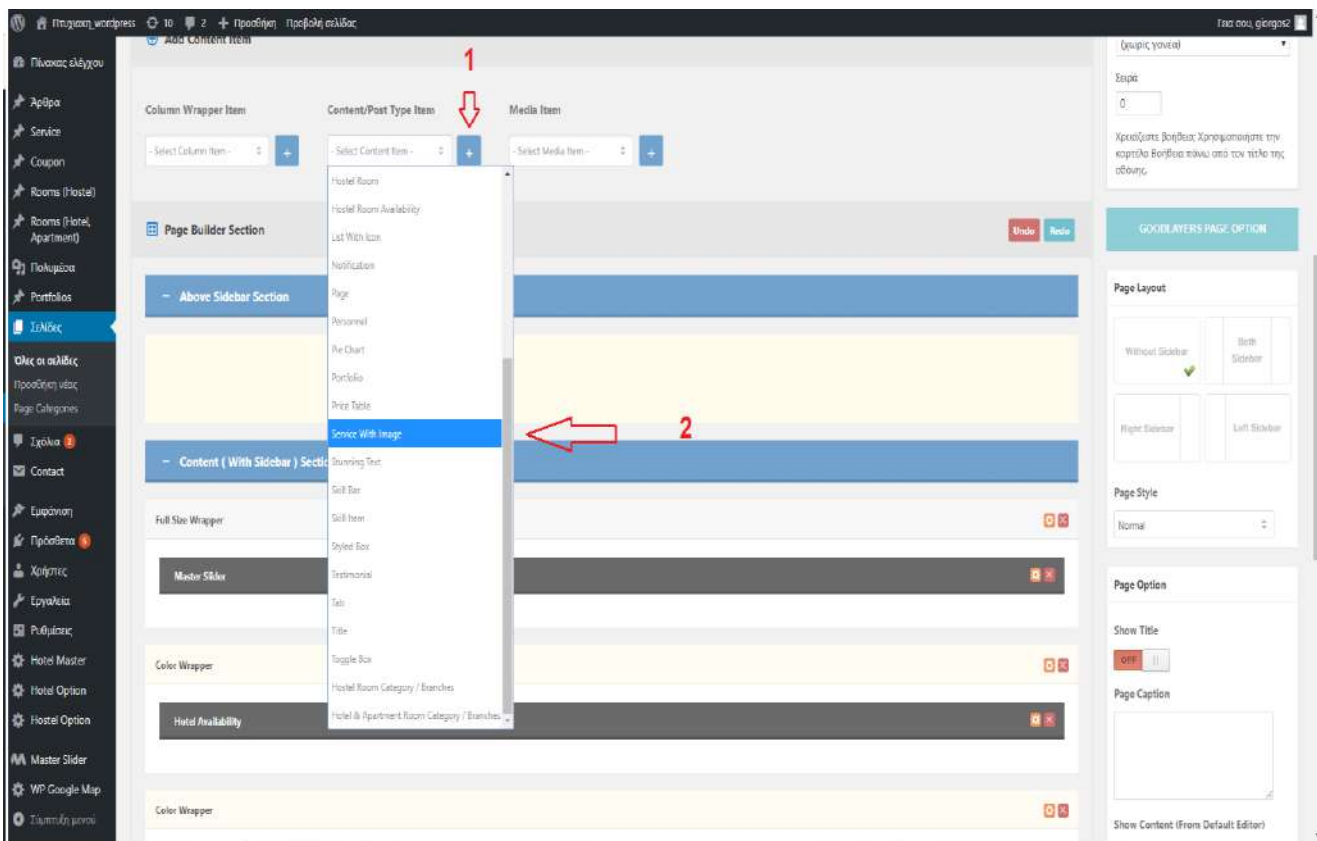 Πτυχιακη_wordpress 10 2 Προσθήκη Προβολή σελίδας Γεια σου, giorgos2
Πίνακας ελέγχου
Άρθρα
Service
Coupon
Rooms (Hostel)
Rooms (Hotel,
Apartment)
Πολυμέσα
Portfolios
Σελίδες
Όλες οι σελίδες
Προσθήκη νέας
Page Categories
Σχόλια 2
Contact
Εμφάνιση
Πρόσθετα
Χρήστες
Εργαλεία
Ρυθμίσεις
Hotel Master
Hotel Option
Hostel Option
Master Slider
WP Google Map
Σύμπτυξη μενού
Add Content Item
1
Column Wrapper Item Content/Post Type Item Media Item
- Select Column Item - + - Select Content Item - + - Select Media Item - +
Hostel Room
Hostel Room Availability
List With Icon
Notification
Page
Personnel
Pie Chart
Portfolio
Price Table
Service With Image
2
Stunning Text
Skill Bar
Skill Item
Styled Box
Testimonial
Tab
Title
Toggle Box
Hostel Room Category / Branches
Hotel & Apartment Room Category / Branches
Page Builder Section Undo Redo
– Above Sidebar Section
– Content ( With Sidebar ) Sectio
Full Size Wrapper
Master Slider
Color Wrapper
Hotel Availability
Color Wrapper
(χωρίς γονέα)
Σειρά
0
Χρειάζεστε βοήθεια; Χρησιμοποιήστε την
καρτέλα Βοήθεια πάνω από τον τίτλο της
οθόνης.
GOODLAYERS PAGE OPTION
Page Layout
Without Sidebar Both
Sidebar
Right Sidebar Left Sidebar
Page Style
Normal
Page Option
Show Title
OFF
Page Caption
Show Content (From Default Editor)